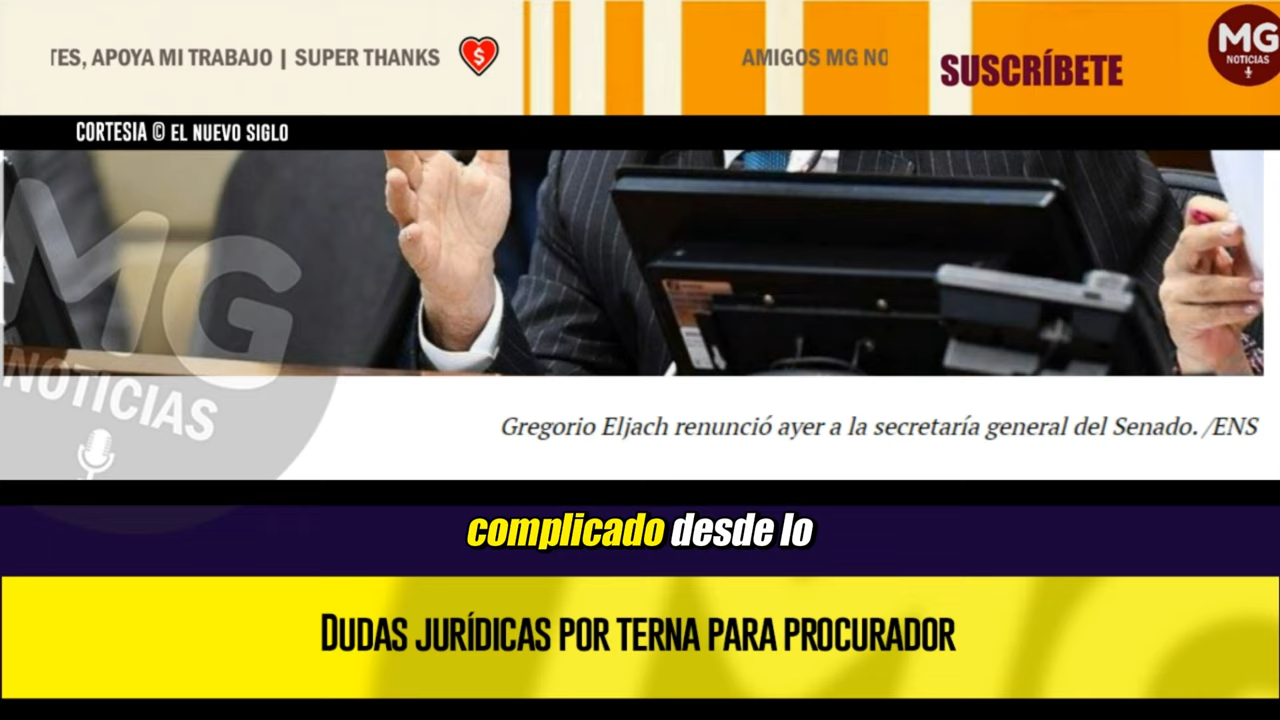 TES, APOYA MI TRABAJO | SUPER THANKS
AMIGOS MG NO
SUSCRÍBETE
MG
NOTICIAS
CORTESIA © EL NUEVO SIGLO
MG
NOTICIAS
Gregorio Eljach renunció ayer a la secretaría general del Senado. /ENS
complicado desde lo
DUDAS JURÍDICAS POR TERNA PARA PROCURADOR